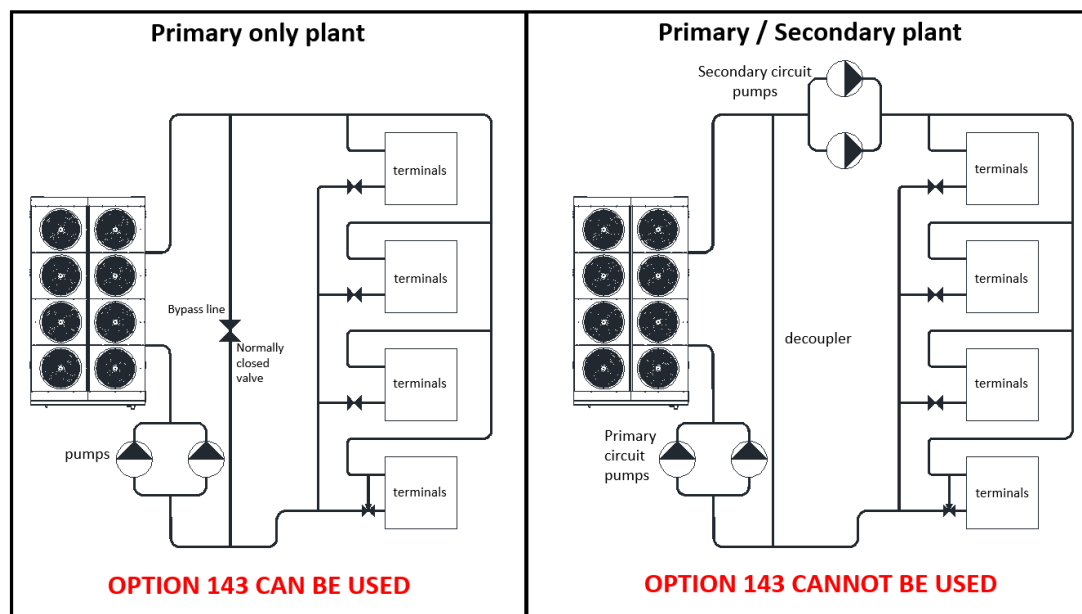 Primary only plant
terminals
terminals
Bypass line
Normally
closed
valve
terminals
pumps
terminals
OPTION 143 CAN BE USED
Primary / Secondary plant
Secondary circuit
pumps
terminals
terminals
decoupler
terminals
Primary
circuit
pumps
terminals
OPTION 143 CANNOT BE USED